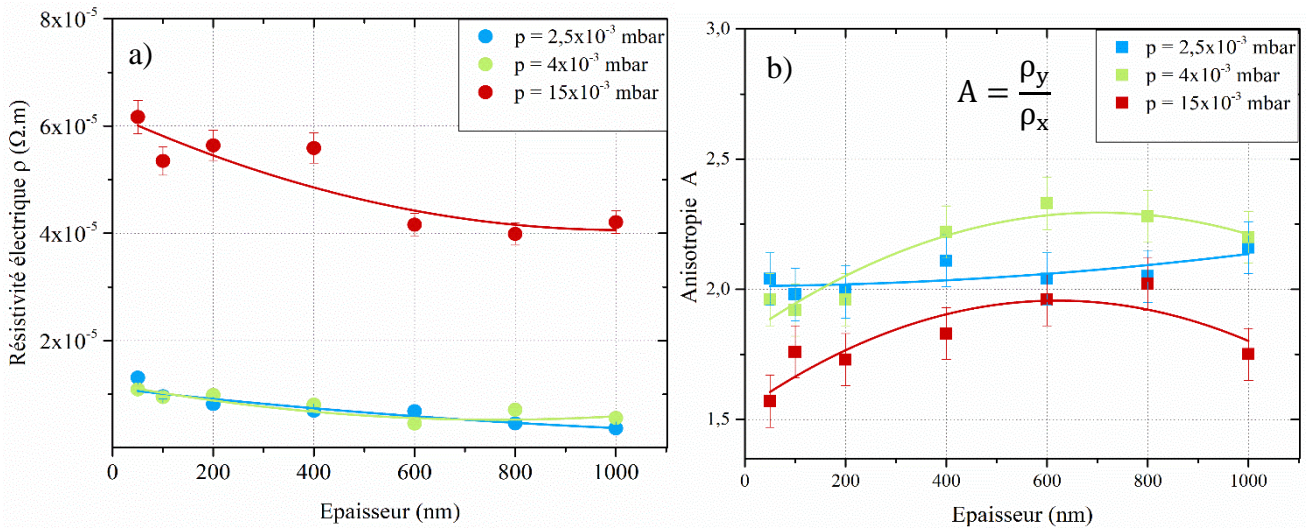 a)
p = 2,5x10⁻³ mbar
p = 4x10⁻³ mbar
p = 15x10⁻³ mbar
8x10⁻⁵
6x10⁻⁵
4x10⁻⁵
2x10⁻⁵
Résistivité électrique ρ (Ω.m)
0 200 400 600 800 1000
Epaisseur (nm)
b)
A = ρy/ρx
p = 2,5x10⁻³ mbar
p = 4x10⁻³ mbar
p = 15x10⁻³ mbar
3,0
2,5
2,0
1,5
Anisotropie A
0 200 400 600 800 1000
Epaisseur (nm)